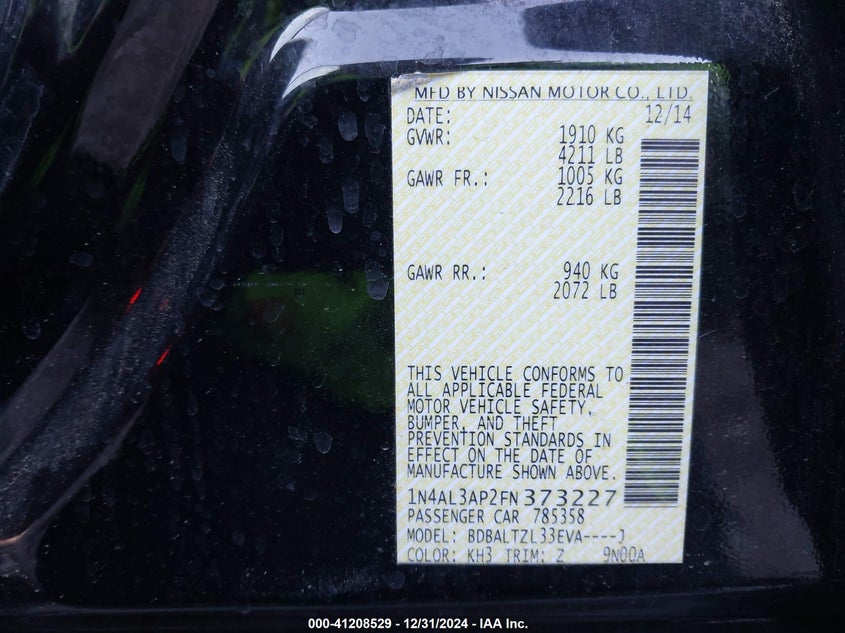 MFD BY NISSAN MOTOR CO., LTD.
DATE: 12/14
GVWR: 1910 KG
4211 LB
GAWR FR.: 1005 KG
2216 LB
GAWR RR.: 940 KG
2072 LB
THIS VEHICLE CONFORMS TO
ALL APPLICABLE FEDERAL
MOTOR VEHICLE SAFETY,
BUMPER, AND THEFT
PREVENTION STANDARDS IN
EFFECT ON THE DATE OF
MANUFACTURE SHOWN ABOVE.
1N4AL3AP2FN373227
PASSENGER CAR 785358
MODEL: BDBALTZL33EVA----J
COLOR: KH3 TRIM: Z 9N00A
000-41208529 - 12/31/2024 - IAA Inc.